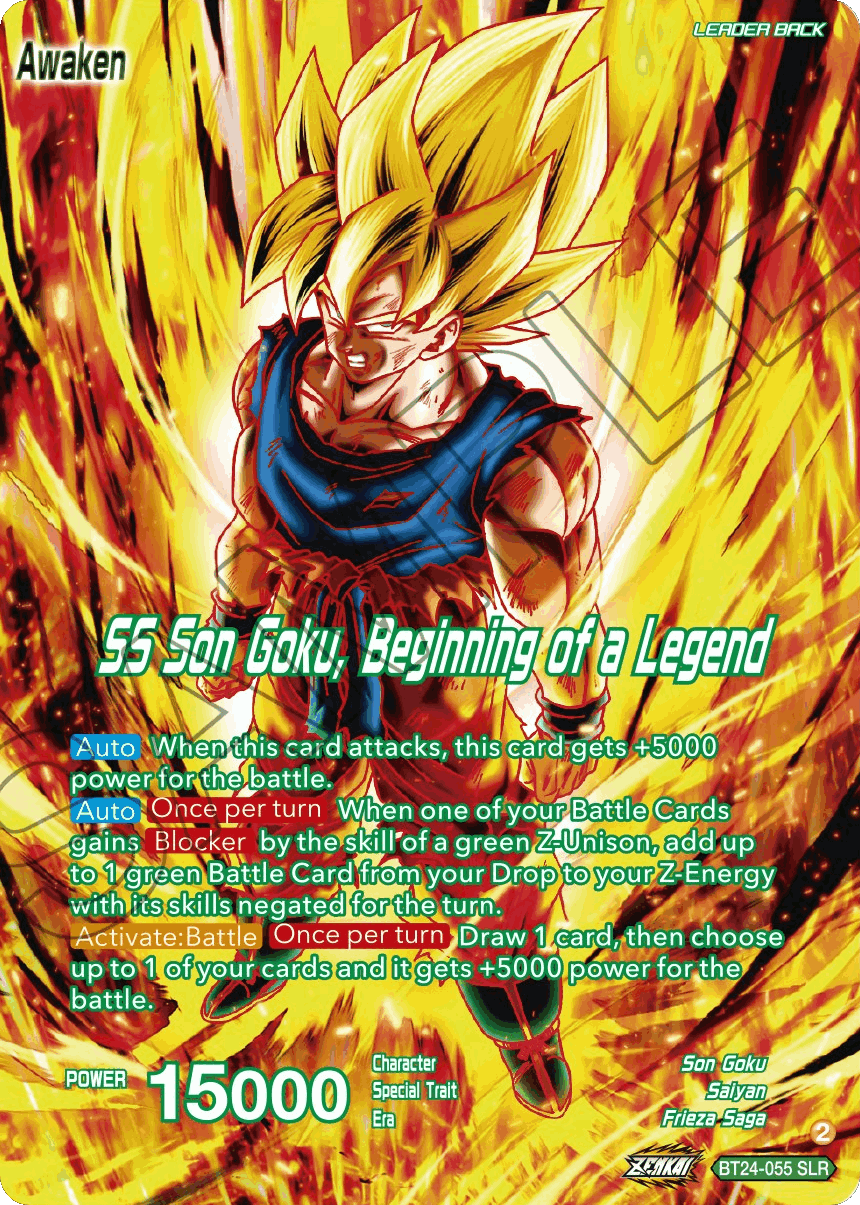 LEADER BACK
Awaken
SAMPLE
SS Son Goku, Beginning of a Legend
Auto When this card attacks, this card gets +5000
power for the battle.
Auto Once per turn When one of your Battle Cards
gains Blocker by the skill of a green Z-Unison, add up
to 1 green Battle Card from your Drop to your Z-Energy
with its skills negated for the turn.
Activate:Battle Once per turn Draw 1 card, then choose
up to 1 of your cards and it gets +5000 power for the
battle.
POWER 15000
Character Son Goku
Special Trait Saiyan
Era Frieza Saga
2
ZENKAI BT24-055 SLR